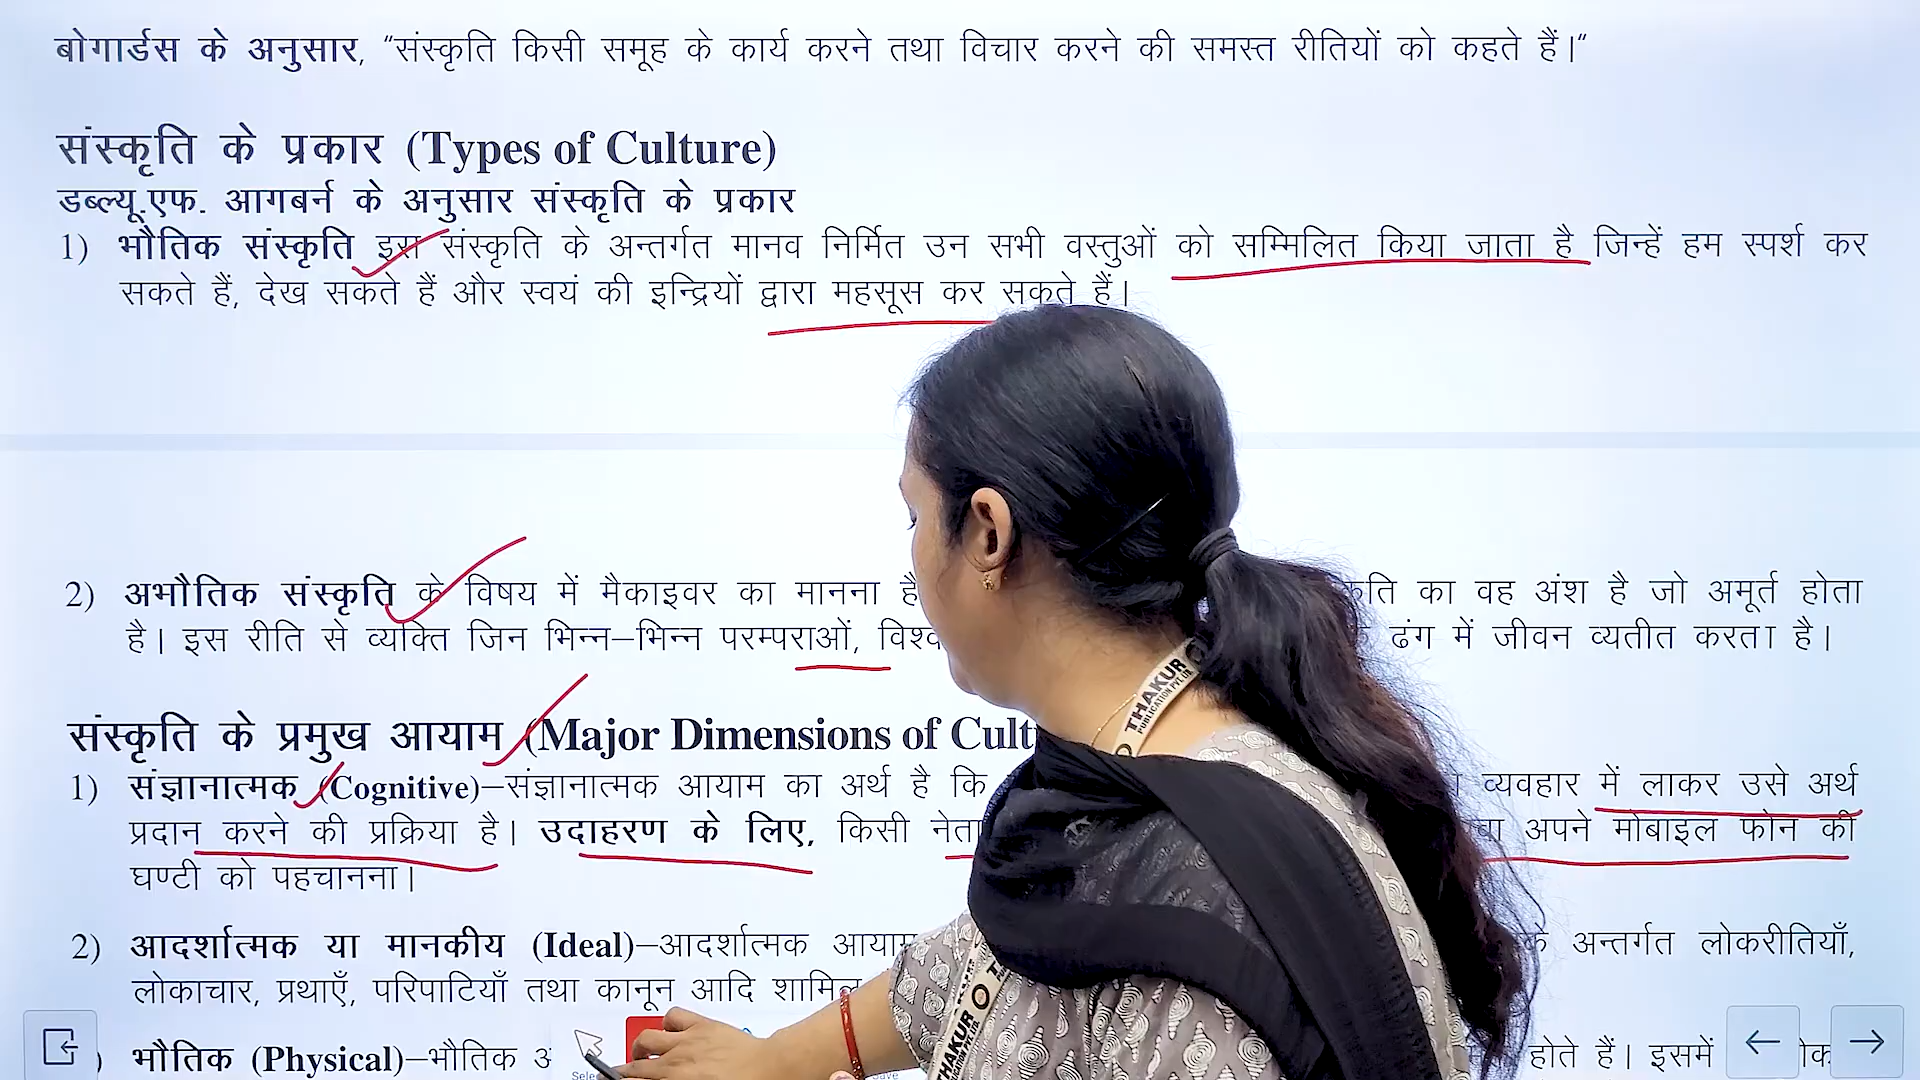 बोगार्डस के अनुसार, “संस्कृति किसी समूह के कार्य करने तथा विचार करने की समस्त रीतियों को कहते हैं।”
संस्कृति के प्रकार (Types of Culture)
डब्ल्यू.एफ. आगबर्न के अनुसार संस्कृति के प्रकार
1) भौतिक संस्कृति इस संस्कृति के अन्तर्गत मानव निर्मित उन सभी वस्तुओं को सम्मिलित किया जाता है जिन्हें हम स्पर्श कर
सकते हैं, देख सकते हैं और स्वयं की इन्द्रियों द्वारा महसूस कर सकते हैं।
2) अभौतिक संस्कृति के विषय में मैकाइवर का मानना है का वह अंश है जो अमूर्त होता
है। इस रीति से व्यक्ति जिन भिन्न–भिन्न परम्पराओं, ढंग में जीवन व्यतीत करता है।
संस्कृति के प्रमुख आयाम (Major Dimensions of
1) संज्ञानात्मक (Cognitive)–संज्ञानात्मक आयाम का अर्थ है कि व्यवहार में लाकर उसे अर्थ
प्रदान करने की प्रक्रिया है। उदाहरण के लिए, किसी नेता अपने मोबाइल फोन की
घण्टी को पहचानना।
2) आदर्शात्मक या मानकीय (Ideal)–आदर्शात्मक आयाम के अन्तर्गत लोकरीतियाँ,
लोकाचार, प्रथाएँ, परिपाटियाँ तथा कानून आदि
) भौतिक (Physical)–भौतिक होते हैं। इसमें
THAKUR
PUBLICATION PVT. LTD.